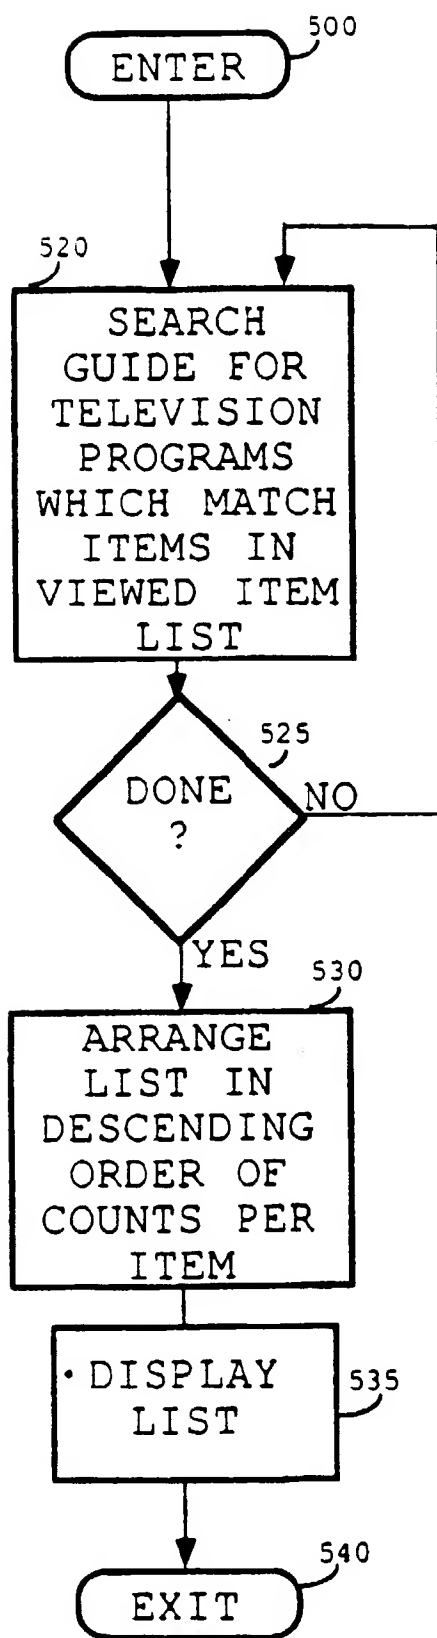 500
ENTER
520
SEARCH
GUIDE FOR
TELEVISION
PROGRAMS
WHICH MATCH
ITEMS IN
VIEWED ITEM
LIST
525
DONE
?
NO
YES
530
ARRANGE
LIST IN
DESCENDING
ORDER OF
COUNTS PER
ITEM
DISPLAY
LIST
535
540
EXIT